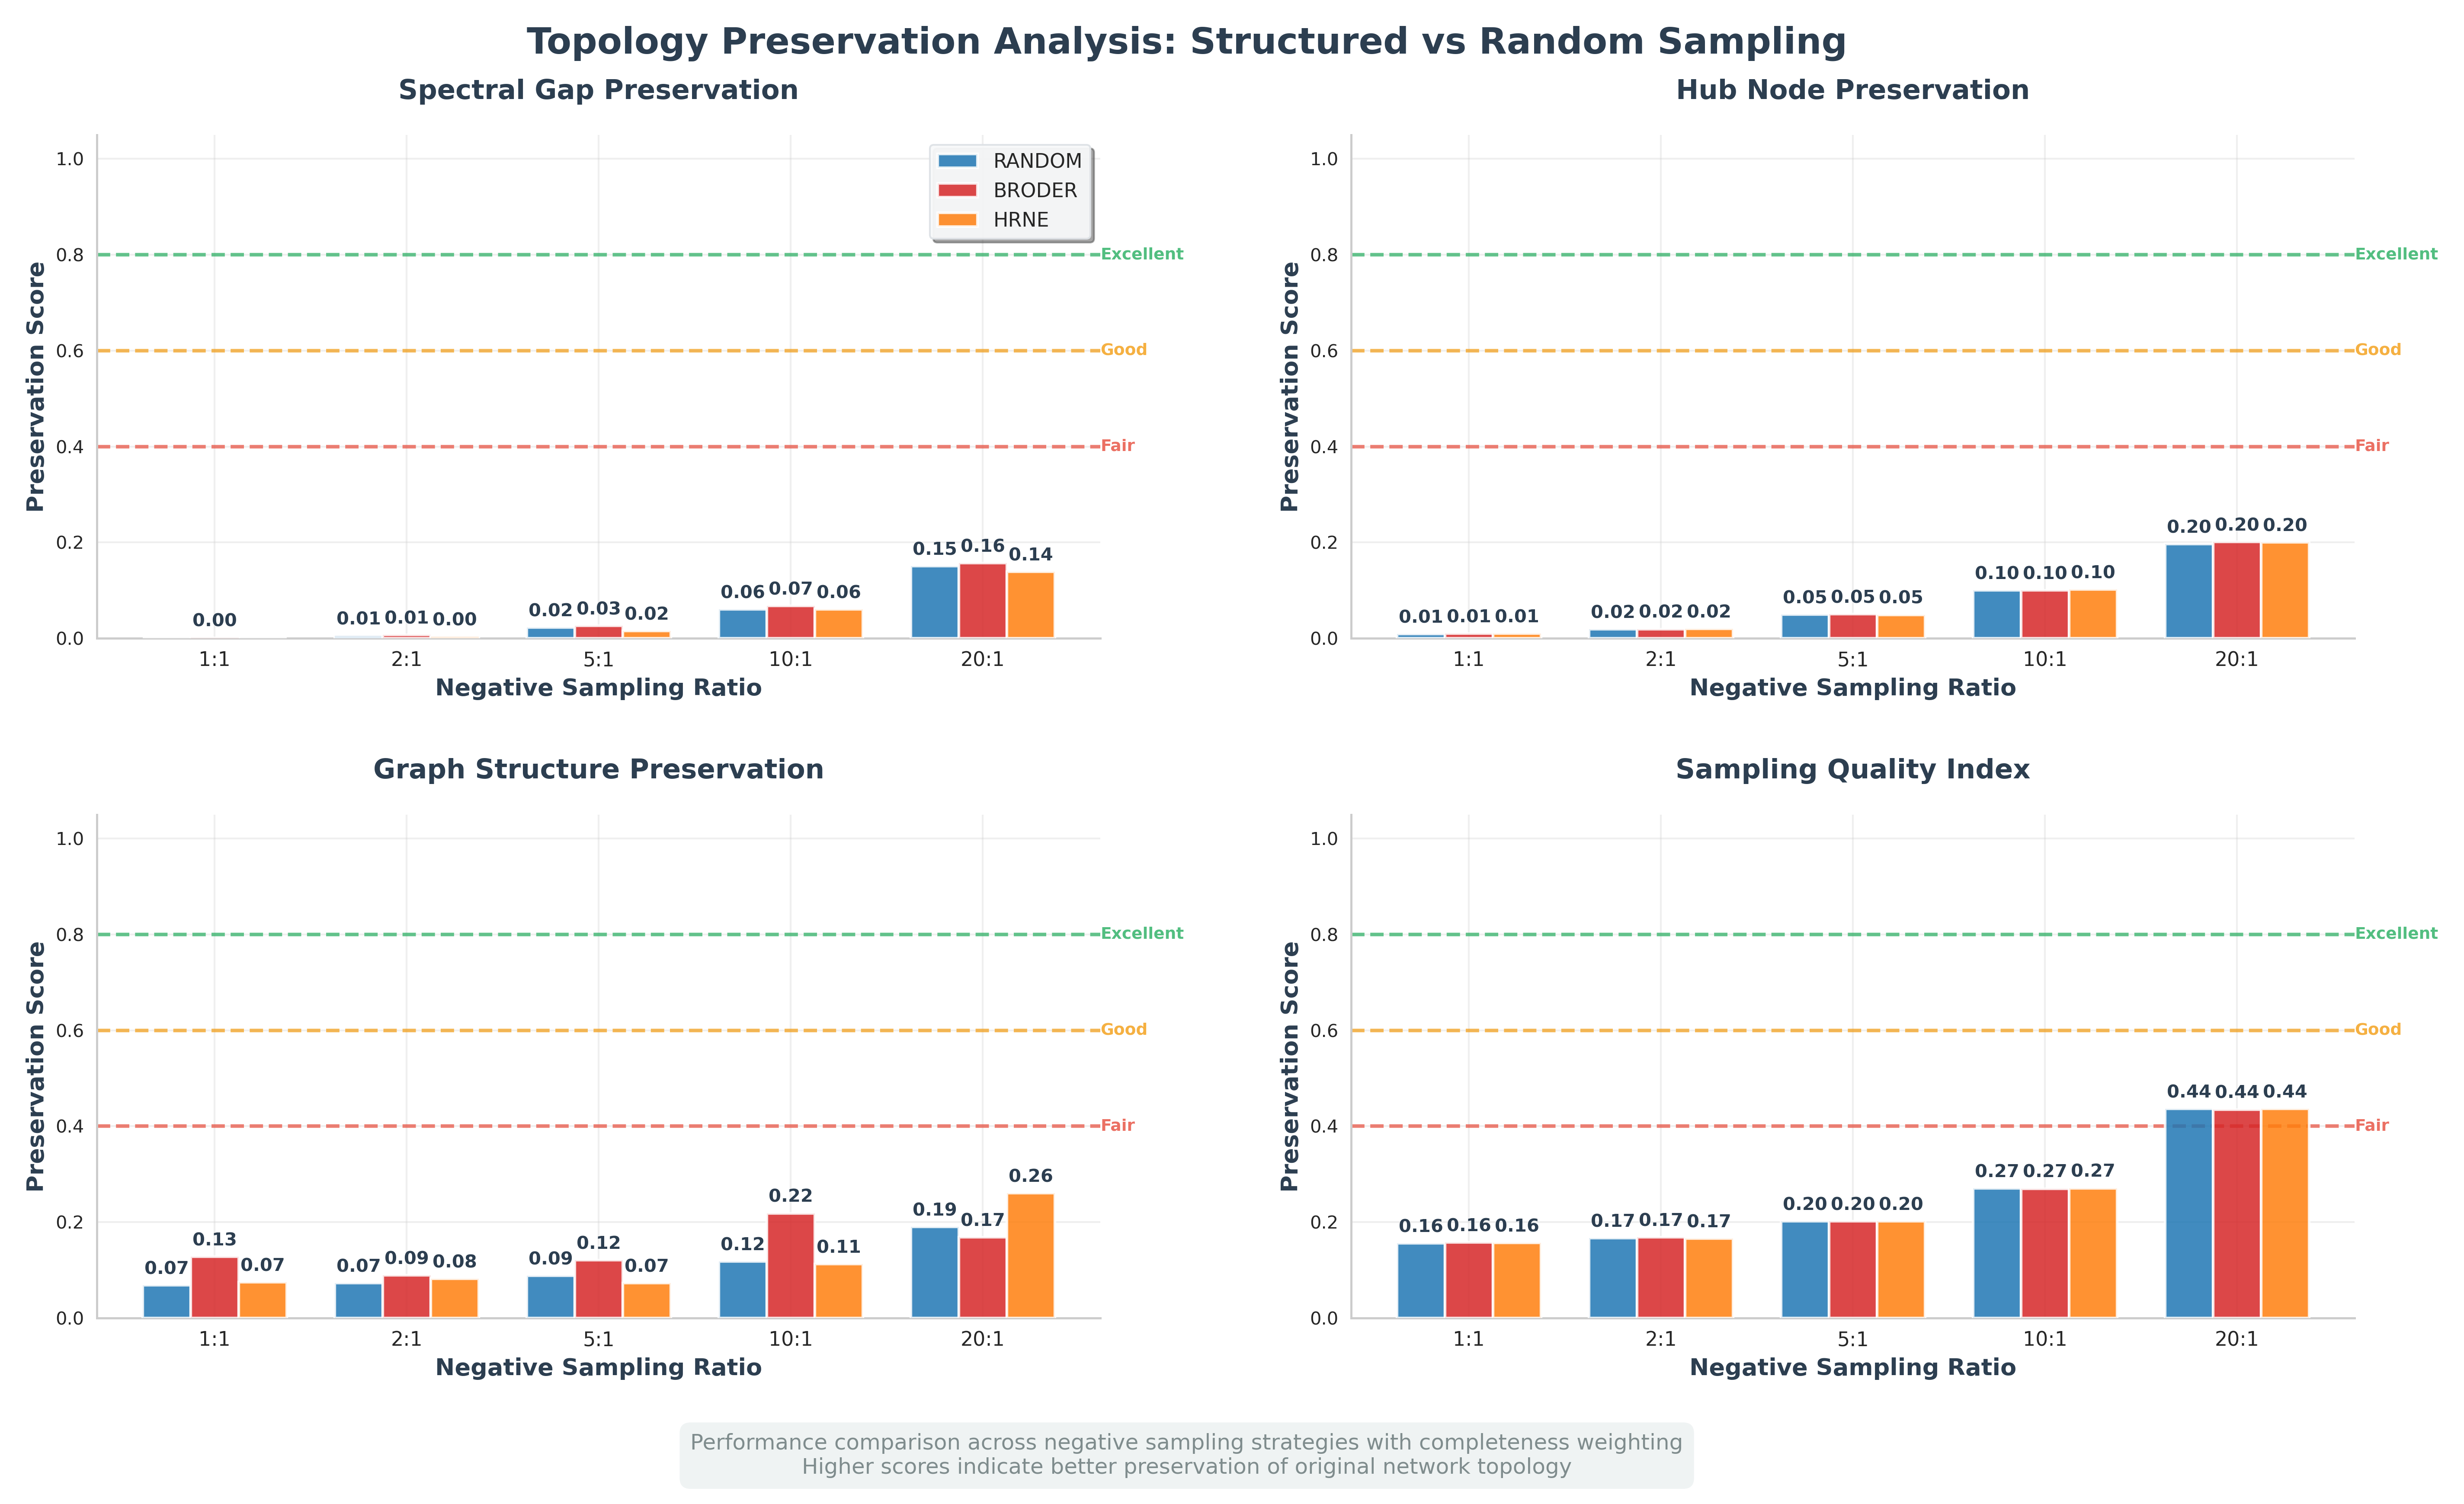 Topology Preservation Analysis: Structured vs Random Sampling
Spectral Gap Preservation
Preservation Score
1.0
0.8
0.6
0.4
0.2
0.0
RANDOM
BRODER
HRNE
Excellent
Good
Fair
0.00
0.01 0.01 0.00
0.02 0.03 0.02
0.06 0.07 0.06
0.15 0.16 0.14
1:1 2:1 5:1 10:1 20:1
Negative Sampling Ratio
Hub Node Preservation
Preservation Score
1.0
0.8
0.6
0.4
0.2
0.0
Excellent
Good
Fair
0.01 0.01 0.01
0.02 0.02 0.02
0.05 0.05 0.05
0.10 0.10 0.10
0.20 0.20 0.20
1:1 2:1 5:1 10:1 20:1
Negative Sampling Ratio
Graph Structure Preservation
Preservation Score
1.0
0.8
0.6
0.4
0.2
0.0
Excellent
Good
Fair
0.07 0.13 0.07
0.07 0.09 0.08
0.09 0.12 0.07
0.12 0.22 0.11
0.19 0.17 0.26
1:1 2:1 5:1 10:1 20:1
Negative Sampling Ratio
Sampling Quality Index
Preservation Score
1.0
0.8
0.6
0.4
0.2
0.0
Excellent
Good
Fair
0.16 0.16 0.16
0.17 0.17 0.17
0.20 0.20 0.20
0.27 0.27 0.27
0.44 0.44 0.44
1:1 2:1 5:1 10:1 20:1
Negative Sampling Ratio
Performance comparison across negative sampling strategies with completeness weighting
Higher scores indicate better preservation of original network topology